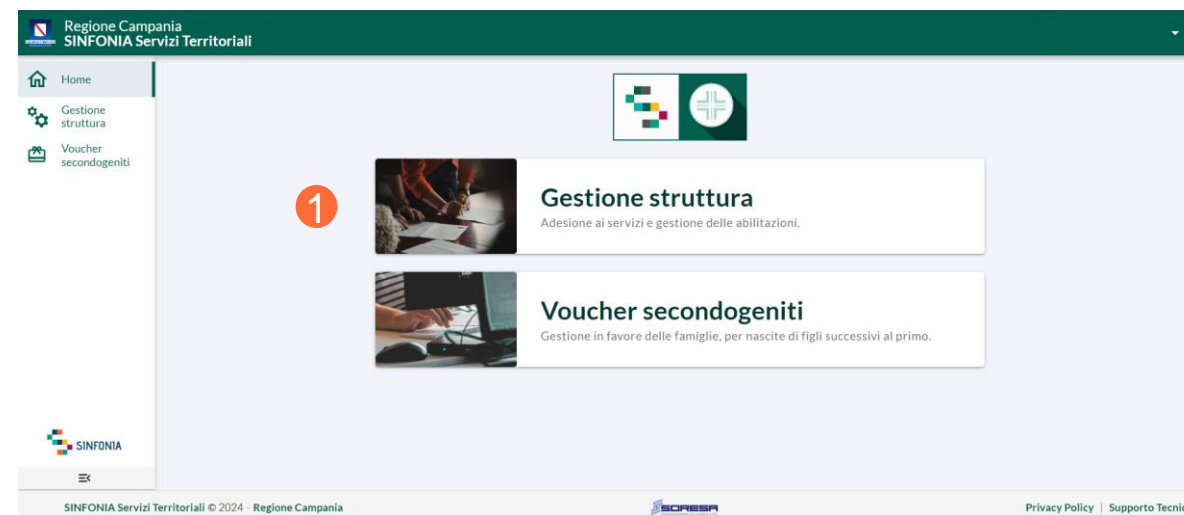 Regione Campania
SINFONIA Servizi Territoriali
Home
Gestione
struttura
Voucher
secondogeniti
1
Gestione struttura
Adesione ai servizi e gestione delle abilitazioni.
Voucher secondogeniti
Gestione in favore delle famiglie, per nascite di figli successivi al primo.
SINFONIA
SINFONIA Servizi Territoriali © 2024 - Regione Campania
SORESA
Privacy Policy | Supporto Tecni